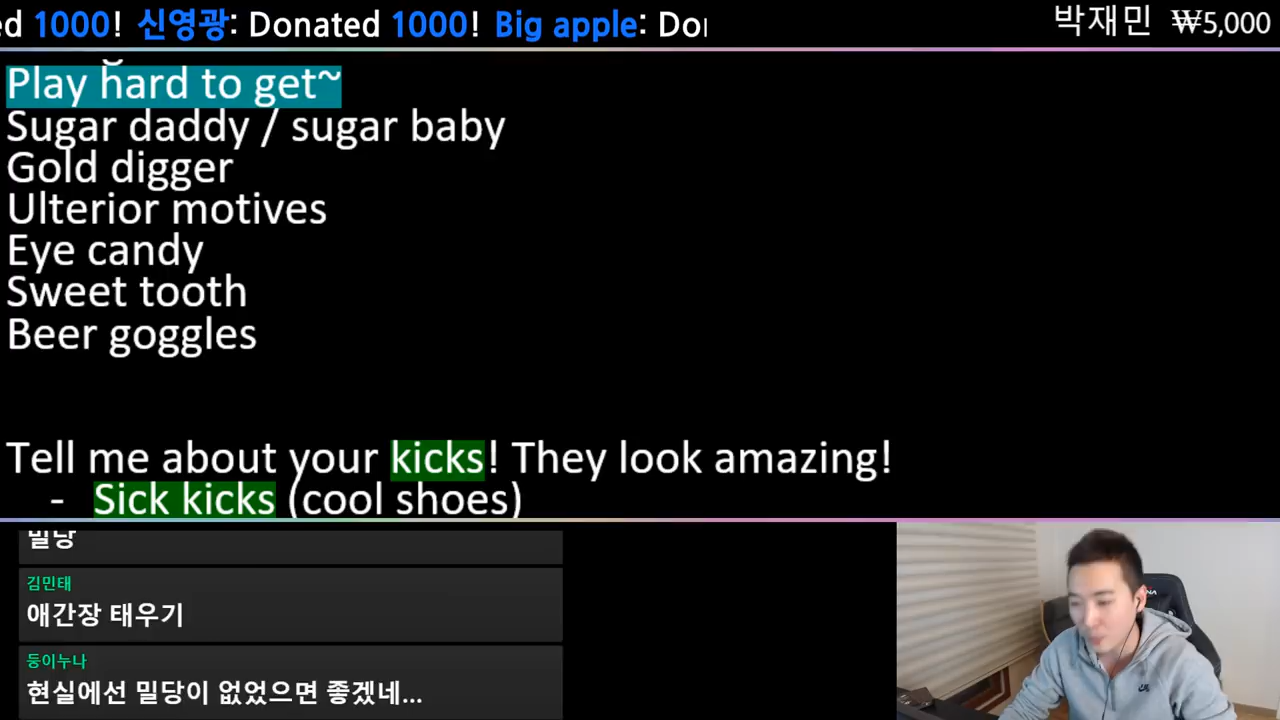 ed 1000! 신영광: Donated 1000! Big apple: Do
박재민 ₩5,000
Play hard to get~
Sugar daddy / sugar baby
Gold digger
Ulterior motives
Eye candy
Sweet tooth
Beer goggles
Tell me about your kicks! They look amazing!
- Sick kicks (cool shoes)
밀당
김민태
애간장 태우기
둥이누나
현실에선 밀당이 없었으면 좋겠네...